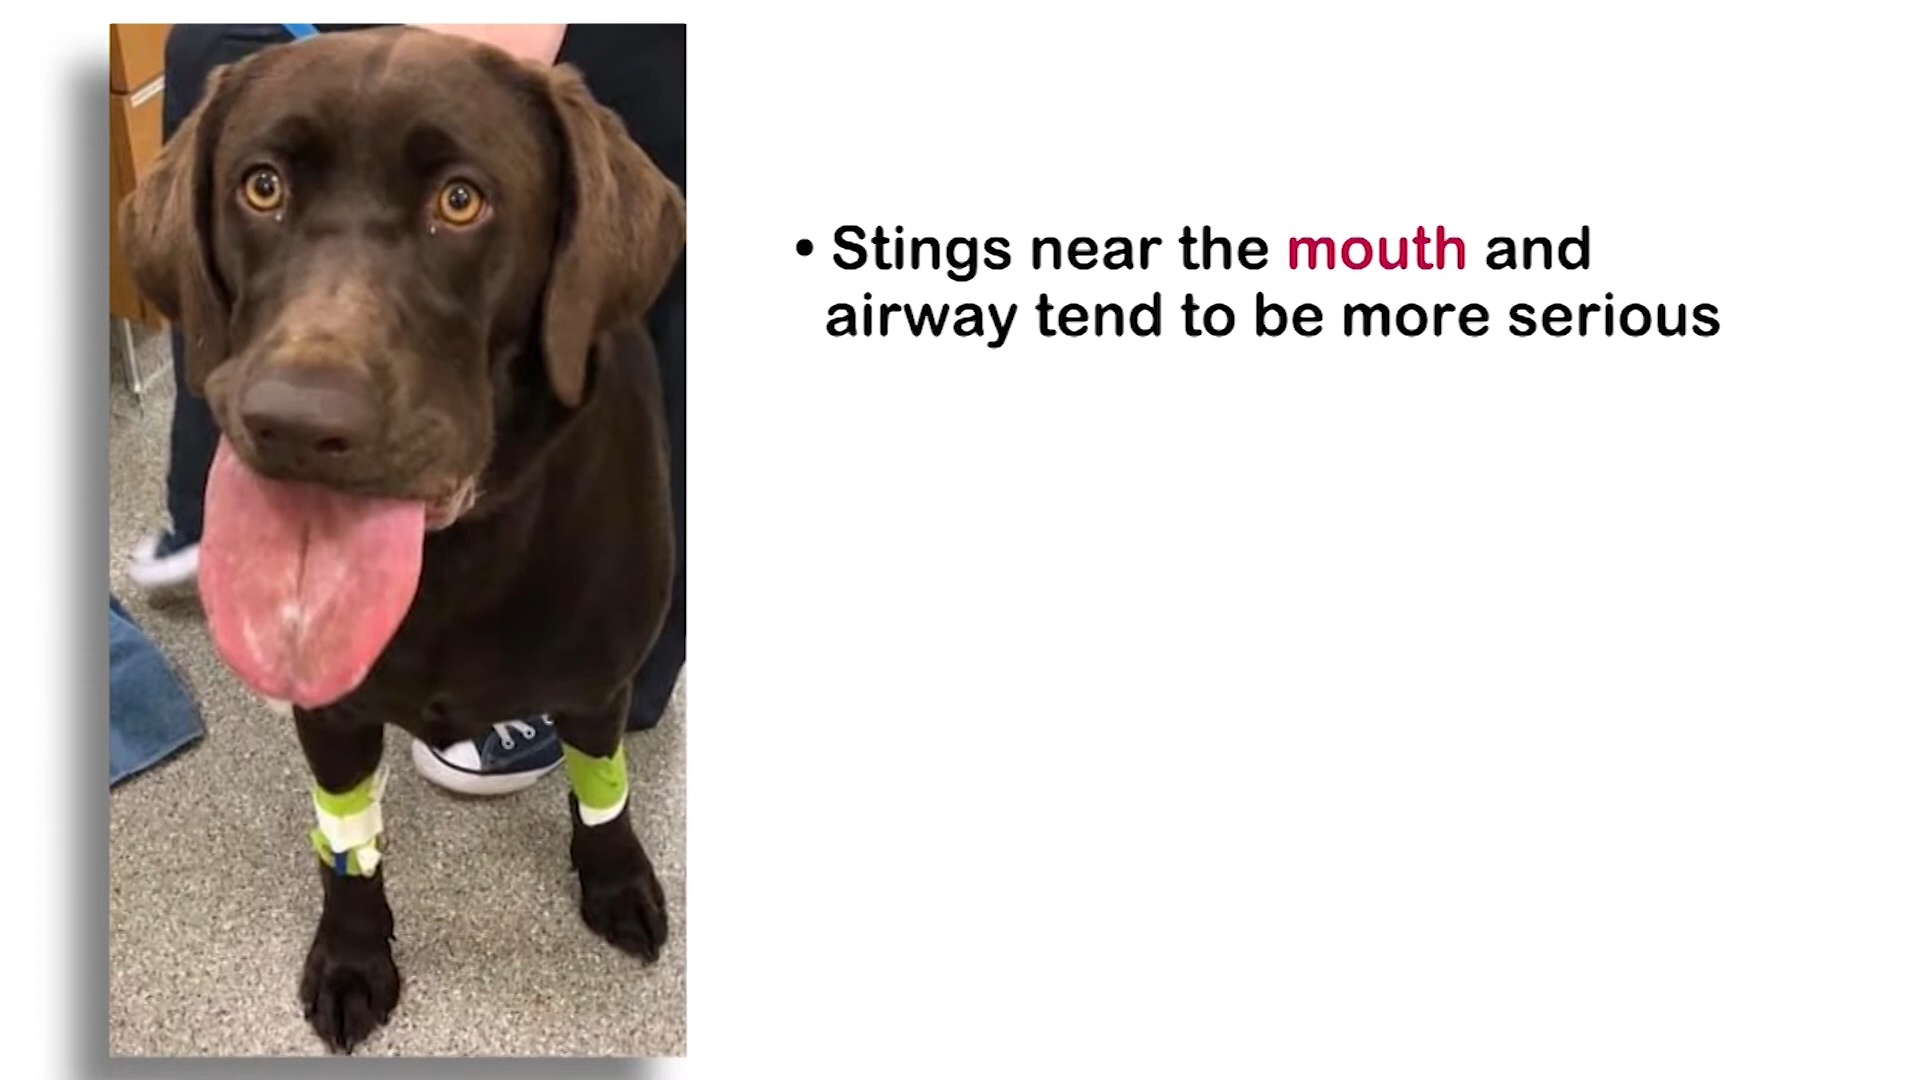 • Stings near the mouth and
airway tend to be more serious